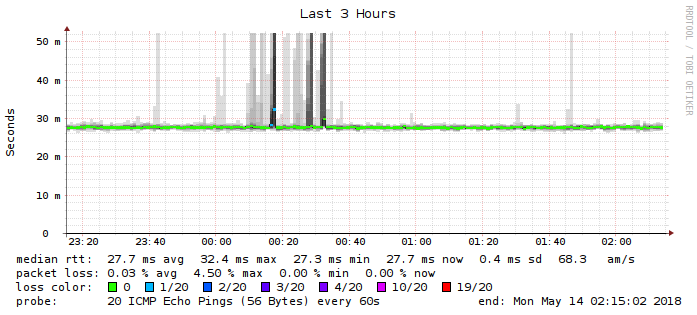 Last 3 Hours
RRDTOOL / TOBI OETIKER
Seconds
50 m
40 m
30 m
20 m
10 m
0
23:20 23:40 00:00 00:20 00:40 01:00 01:20 01:40 02:00
median rtt: 27.7 ms avg 32.4 ms max 27.3 ms min 27.7 ms now 0.4 ms sd 68.3 am/s
packet loss: 0.03 % avg 4.50 % max 0.00 % min 0.00 % now
loss color: 0 1/20 2/20 3/20 4/20 10/20 19/20
probe: 20 ICMP Echo Pings (56 Bytes) every 60s end: Mon May 14 02:15:02 2018